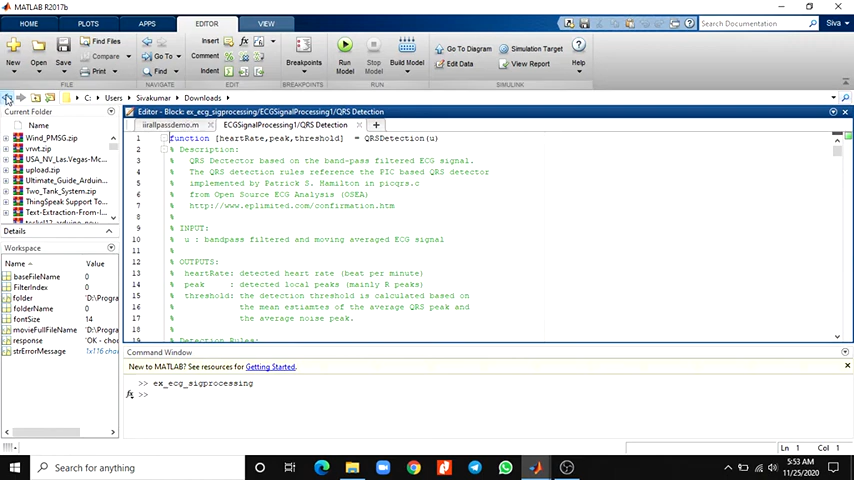 MATLAB R2017b
HOME PLOTS APPS EDITOR VIEW Search Documentation Siva
New Open Save Find Files Compare Print Go To Find Insert Comment Indent Breakpoints Run Model Stop Model Build Model Go To Diagram Edit Data Simulation Target View Report Help
FILE NAVIGATE EDIT BREAKPOINTS SIMULINK
C: Users Sivakumar Downloads
Current Folder
Name
Wind_PMSG.zip
vrwt.zip
USA_NV_Las.Vegas-Mc...
upload.zip
Ultimate_Guide_Arduin...
Two_Tank_System.zip
ThingSpeak Support To...
Text-Extraction-From-I...
Details
Workspace
Name Value
baseFileName 0
FilterIndex 0
folder 'D:\Progra
folderName 0
fontSize 14
movieFullFileName 'D:\Progra
response 'OK - choo
strErrorMessage 1x116 char
Editor - Block: ex_ecg_sigprocessing/ECGSignalProcessing1/QRS Detection
iirallpassdemo.m ECGSignalProcessing1/QRS Detection
1 function [heartRate,peak,threshold] = QRSDetection(u)
2 % Description:
3 % QRS Dectector based on the band-pass filtered ECG signal.
4 % The QRS detection rules reference the PIC based QRS detector
5 % implemented by Patrick S. Hamilton in picqrs.c
6 % from Open Source ECG Analysis (OSEA)
7 % http://www.eplimited.com/confirmation.htm
8 %
9 % INPUT:
10 % u : bandpass filtered and moving averaged ECG signal
11 %
12 % OUTPUTS:
13 % heartRate: detected heart rate (beat per minute)
14 % peak : detected local peaks (mainly R peaks)
15 % threshold: the detection threshold is calculated based on
16 % the mean estiamtes of the average QRS peak and
17 % the average noise peak.
18 %
19 % Detection Rules:
Command Window
New to MATLAB? See resources for Getting Started.
>> ex_ecg_sigprocessing
fx >>
Ln 1 Col 1
Search for anything
5:53 AM
11/25/2020